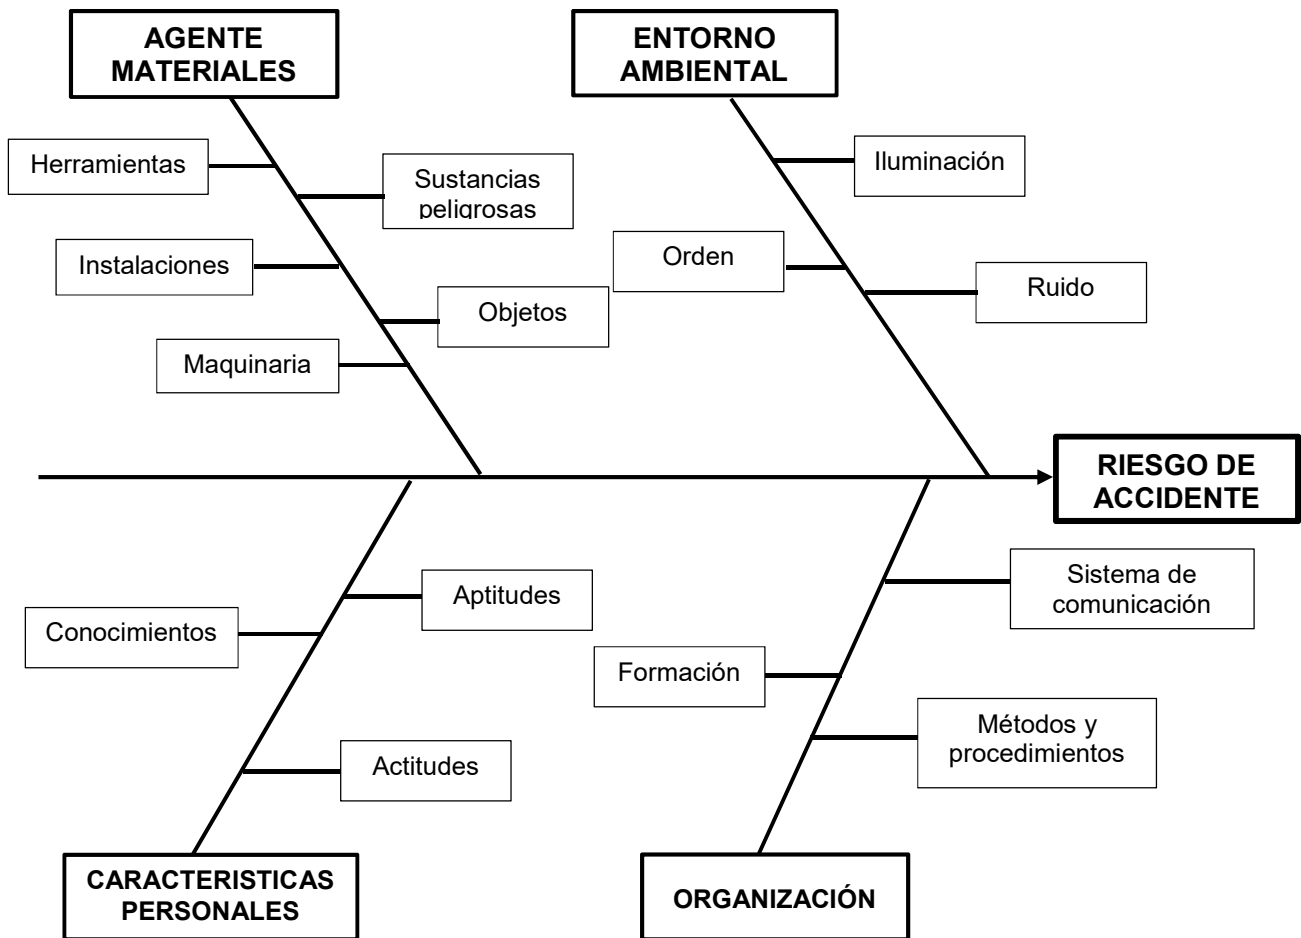 AGENTE
MATERIALES
ENTORNO
AMBIENTAL
Herramientas
Sustancias
peligrosas
Instalaciones
Objetos
Maquinaria
Iluminación
Orden
Ruido
RIESGO DE
ACCIDENTE
Aptitudes
Conocimientos
Actitudes
Sistema de
comunicación
Formación
Métodos y
procedimientos
CARACTERISTICAS
PERSONALES
ORGANIZACIÓN